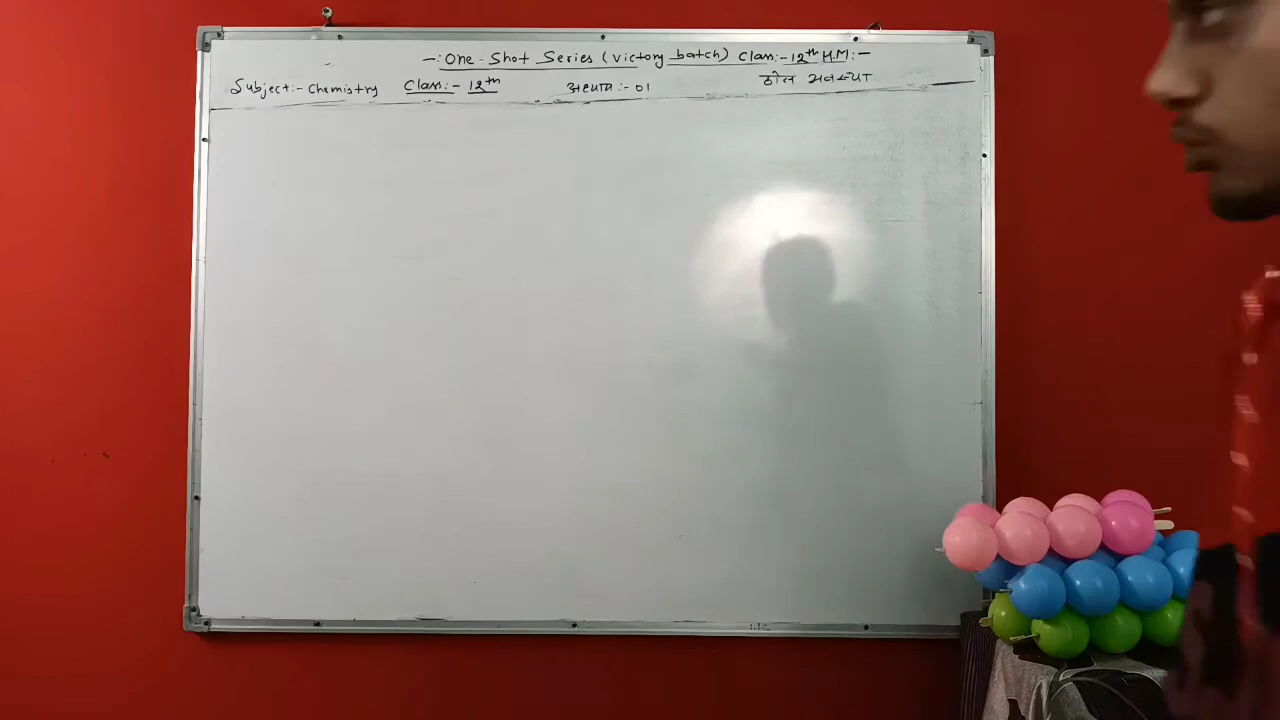 -: One-Shot Series (Victory batch) Class:- 12th H.M:-
Subject:- Chemistry Class:- 12th अध्याय:- 01 ठोस अवस्था